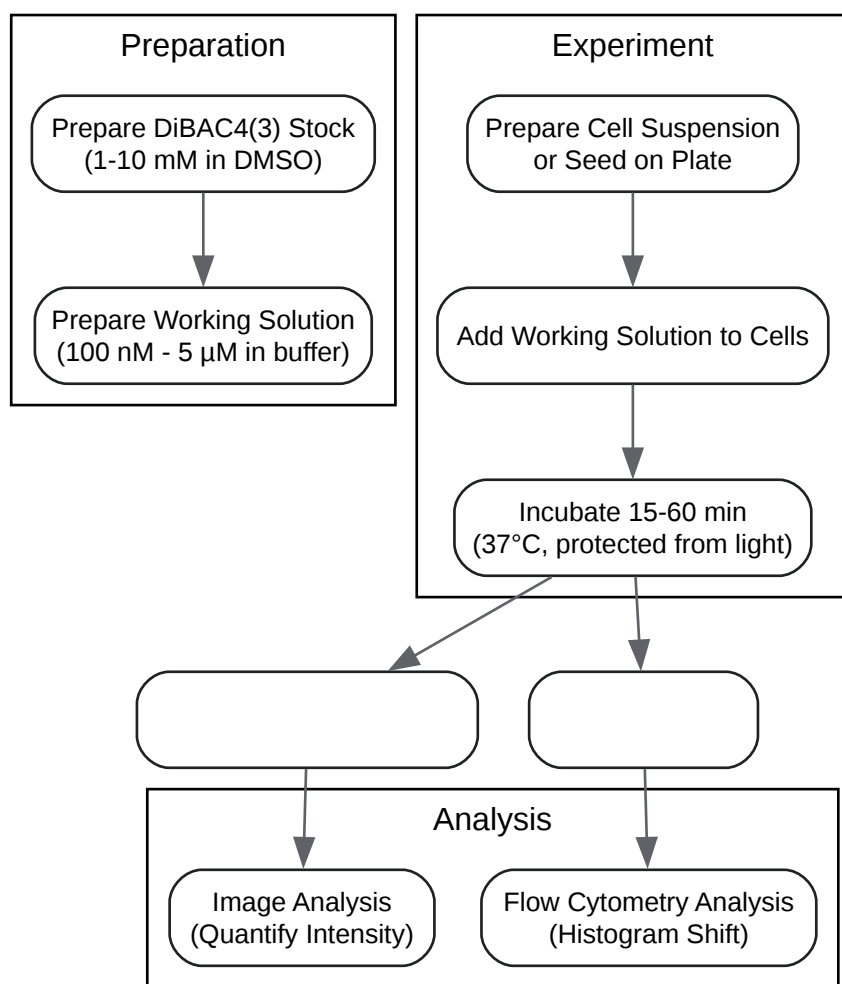 Preparation
Prepare DiBAC4(3) Stock
(1-10 mM in DMSO)
Prepare Working Solution
(100 nM - 5 µM in buffer)
Experiment
Prepare Cell Suspension
or Seed on Plate
Add Working Solution to Cells
Incubate 15-60 min
(37°C, protected from light)
Analysis
Image Analysis
(Quantify Intensity)
Flow Cytometry Analysis
(Histogram Shift)